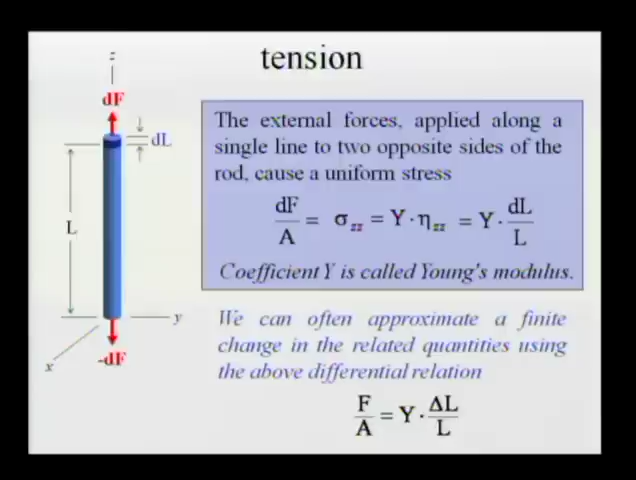 tension
z
dF
dL
L
y
x
-dF
The external forces, applied along a
single line to two opposite sides of the
rod, cause a uniform stress
dF/A = σzz = Y·ηzz = Y·dL/L
Coefficient Y is called Young's modulus.
We can often approximate a finite
change in the related quantities using
the above differential relation
F/A = Y·ΔL/L